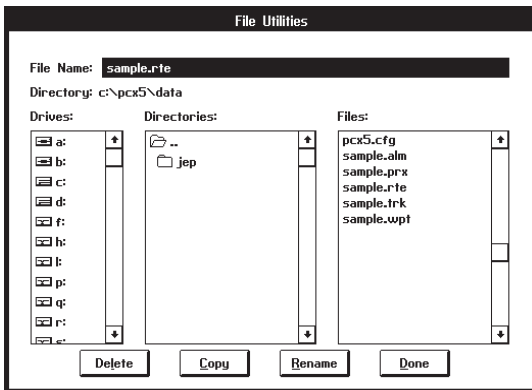 File Utilities
File Name: sample.rte
Directory: c:\pcx5\data
Drives:
a:
b:
c:
d:
f:
h:
l:
p:
q:
r:
Directories:
..
jep
Files:
pcx5.cfg
sample.alm
sample.prx
sample.rte
sample.trk
sample.wpt
Delete
Copy
Rename
Done